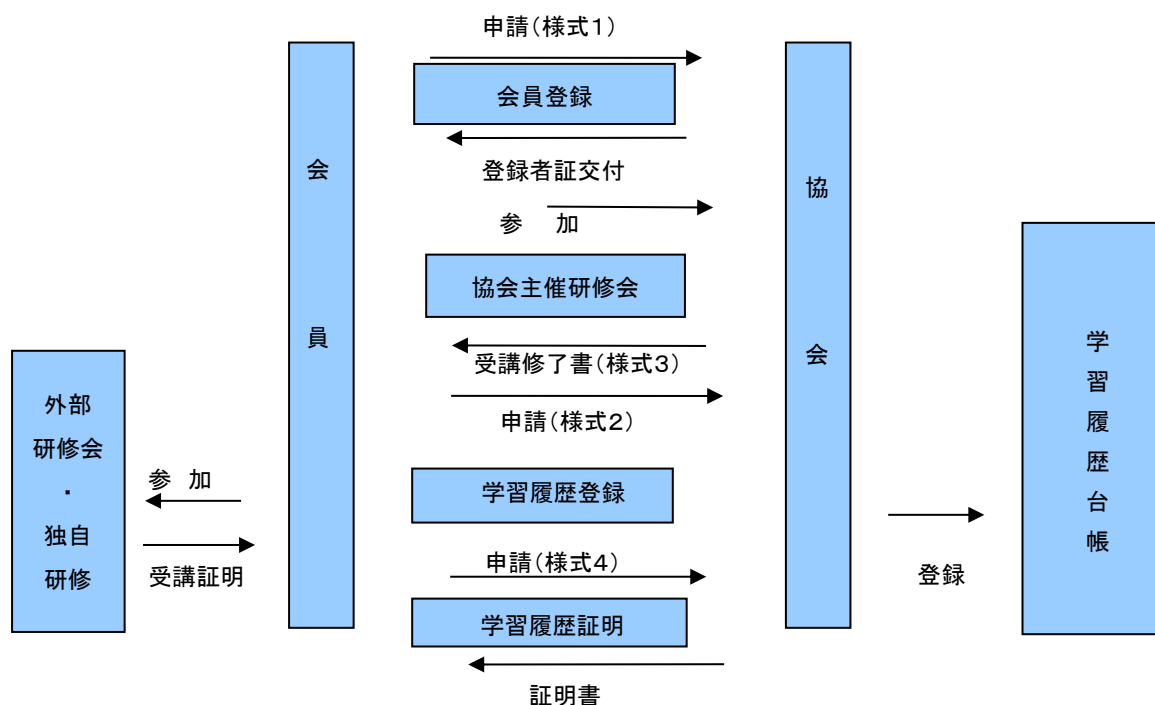 申請(様式1)
会員登録
登録者証交付
参 加
協会主催研修会
受講修了書(様式3)
申請(様式2)
学習履歴登録
申請(様式4)
学習履歴証明
証明書
会員
協会
外部
研修会
・
独自
研修
参 加
受講証明
登録
学習履歴台帳